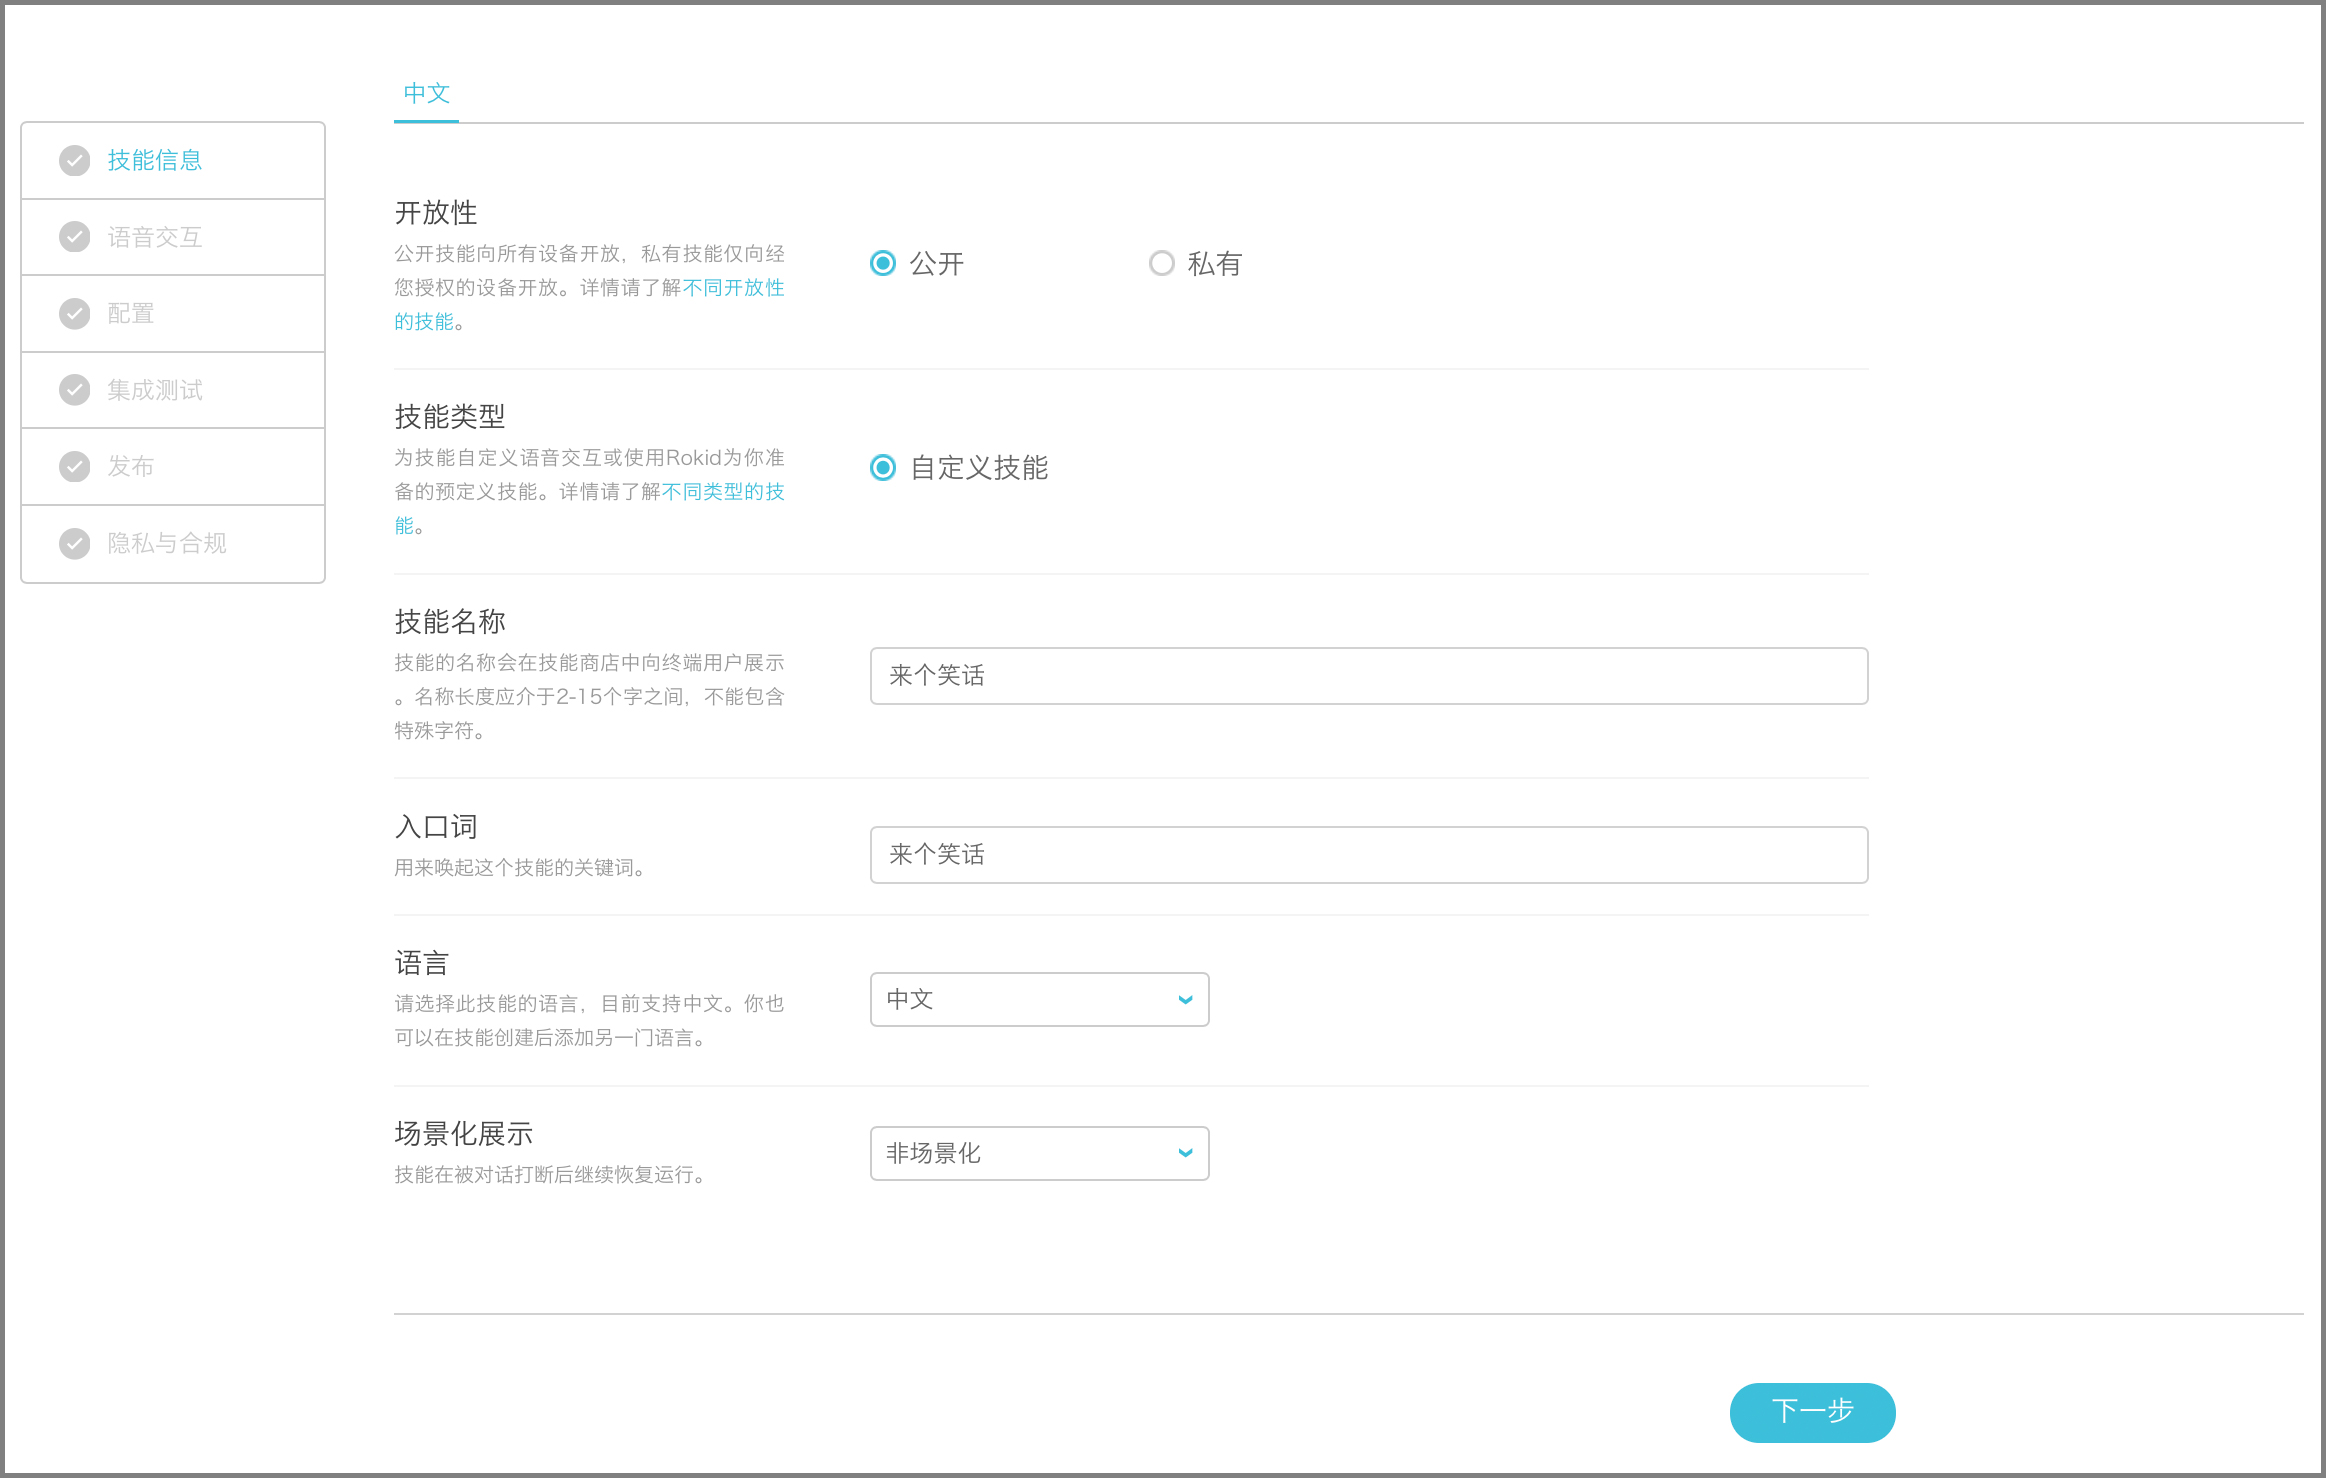 中文
技能信息
语音交互
配置
集成测试
发布
隐私与合规
开放性
公开技能向所有设备开放，私有技能仅向经
您授权的设备开放。详情请了解不同开放性
的技能。
公开
私有
技能类型
为技能自定义语音交互或使用Rokid为你准
备的预定义技能。详情请了解不同类型的技
能。
自定义技能
技能名称
技能的名称会在技能商店中向终端用户展示
。名称长度应介于2-15个字之间，不能包含
特殊字符。
来个笑话
入口词
用来唤起这个技能的关键词。
来个笑话
语言
请选择此技能的语言，目前支持中文。你也
可以在技能创建后添加另一门语言。
中文
场景化展示
技能在被对话打断后继续恢复运行。
非场景化
下一步